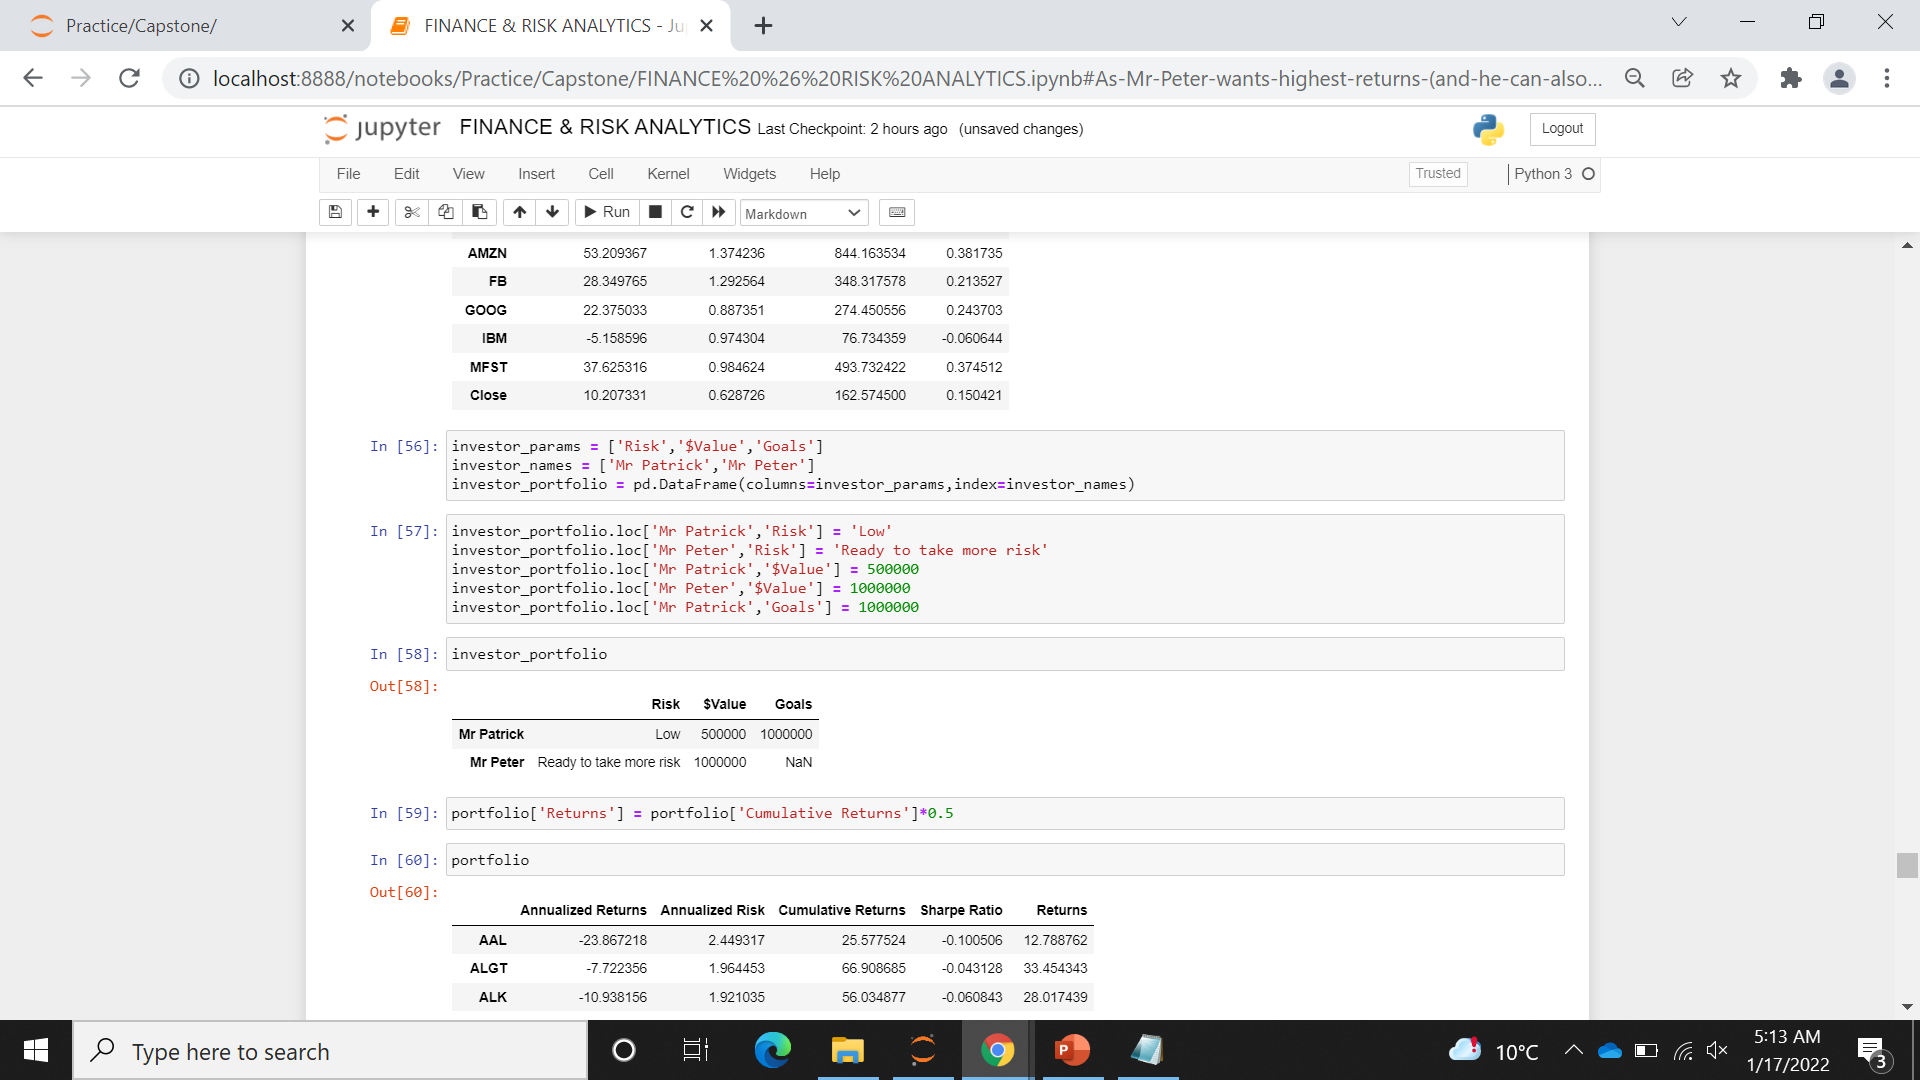 Practice/Capstone/
FINANCE & RISK ANALYTICS - Ju
localhost:8888/notebooks/Practice/Capstone/FINANCE%20%26%20RISK%20ANALYTICS.ipynb#As-Mr-Peter-wants-highest-returns-(and-he-can-also...
jupyter FINANCE & RISK ANALYTICS Last Checkpoint: 2 hours ago (unsaved changes) Logout
File Edit View Insert Cell Kernel Widgets Help Trusted Python 3
Run Markdown
AMZN 53.209367 1.374236 844.163534 0.381735
FB 28.349765 1.292564 348.317578 0.213527
GOOG 22.375033 0.887351 274.450556 0.243703
IBM -5.158596 0.974304 76.734359 -0.060644
MFST 37.625316 0.984624 493.732422 0.374512
Close 10.207331 0.628726 162.574500 0.150421
In [56]: investor_params = ['Risk','$Value','Goals']
investor_names = ['Mr Patrick','Mr Peter']
investor_portfolio = pd.DataFrame(columns=investor_params,index=investor_names)
In [57]: investor_portfolio.loc['Mr Patrick','Risk'] = 'Low'
investor_portfolio.loc['Mr Peter','Risk'] = 'Ready to take more risk'
investor_portfolio.loc['Mr Patrick','$Value'] = 500000
investor_portfolio.loc['Mr Peter','$Value'] = 1000000
investor_portfolio.loc['Mr Patrick','Goals'] = 1000000
In [58]: investor_portfolio
Out[58]:
Risk $Value Goals
Mr Patrick Low 500000 1000000
Mr Peter Ready to take more risk 1000000 NaN
In [59]: portfolio['Returns'] = portfolio['Cumulative Returns']*0.5
In [60]: portfolio
Out[60]:
Annualized Returns Annualized Risk Cumulative Returns Sharpe Ratio Returns
AAL -23.867218 2.449317 25.577524 -0.100506 12.788762
ALGT -7.722356 1.964453 66.908685 -0.043128 33.454343
ALK -10.938156 1.921035 56.034877 -0.060843 28.017439
Type here to search
10°C
5:13 AM
1/17/2022
3